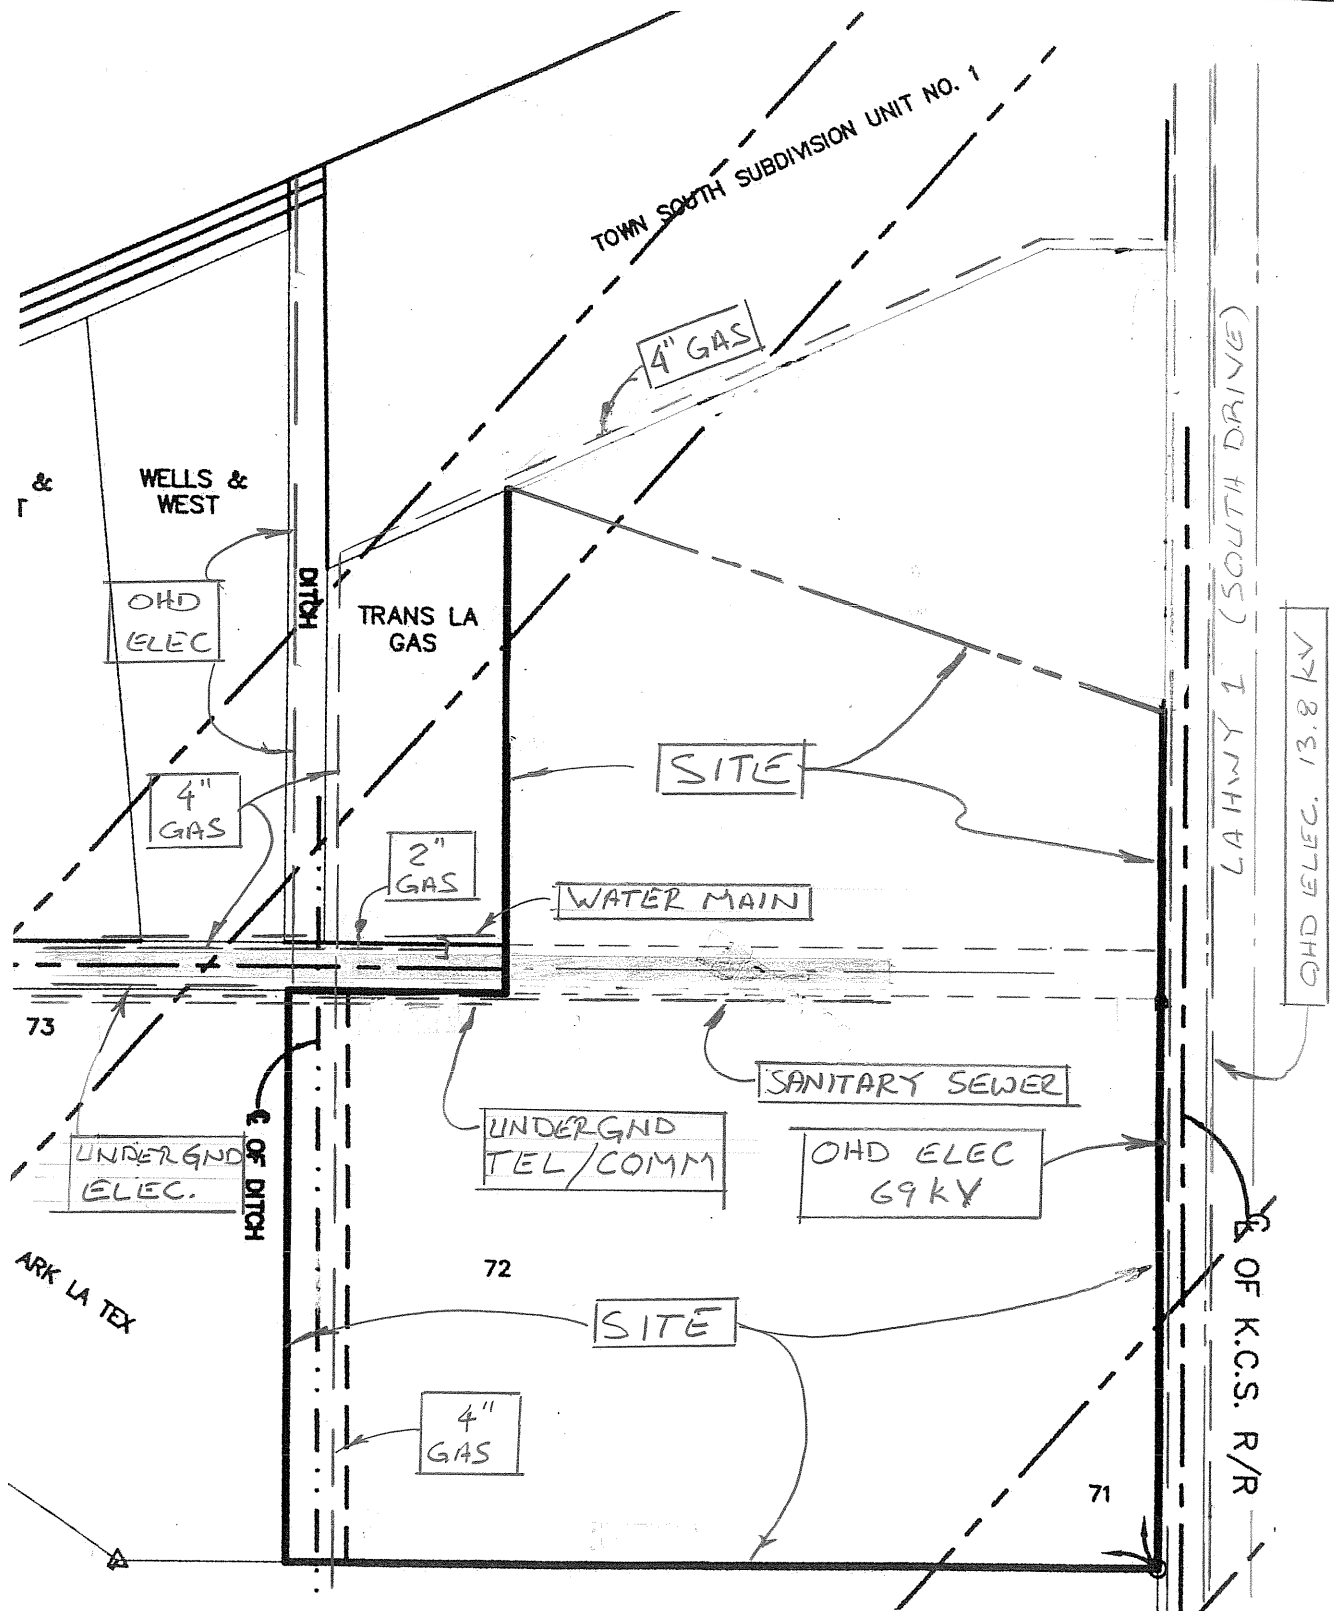 TOWN SOUTH SUBDIVISION UNIT NO. 1
4" GAS
LA HWY 1 (SOUTH DRIVE)
&
WELLS &
WEST
DITCH
OHD
ELEC
TRANS LA
GAS
OHD ELEC. 13.8 kV
SITE
4"
GAS
2"
GAS
WATER MAIN
73
SANITARY SEWER
UNDERGND
TEL/COMM
UNDERGND
ELEC.
℄ OF DITCH
OHD ELEC
69 kV
℄ OF K.C.S. R/R
ARK LA TEX
72
SITE
4"
GAS
71